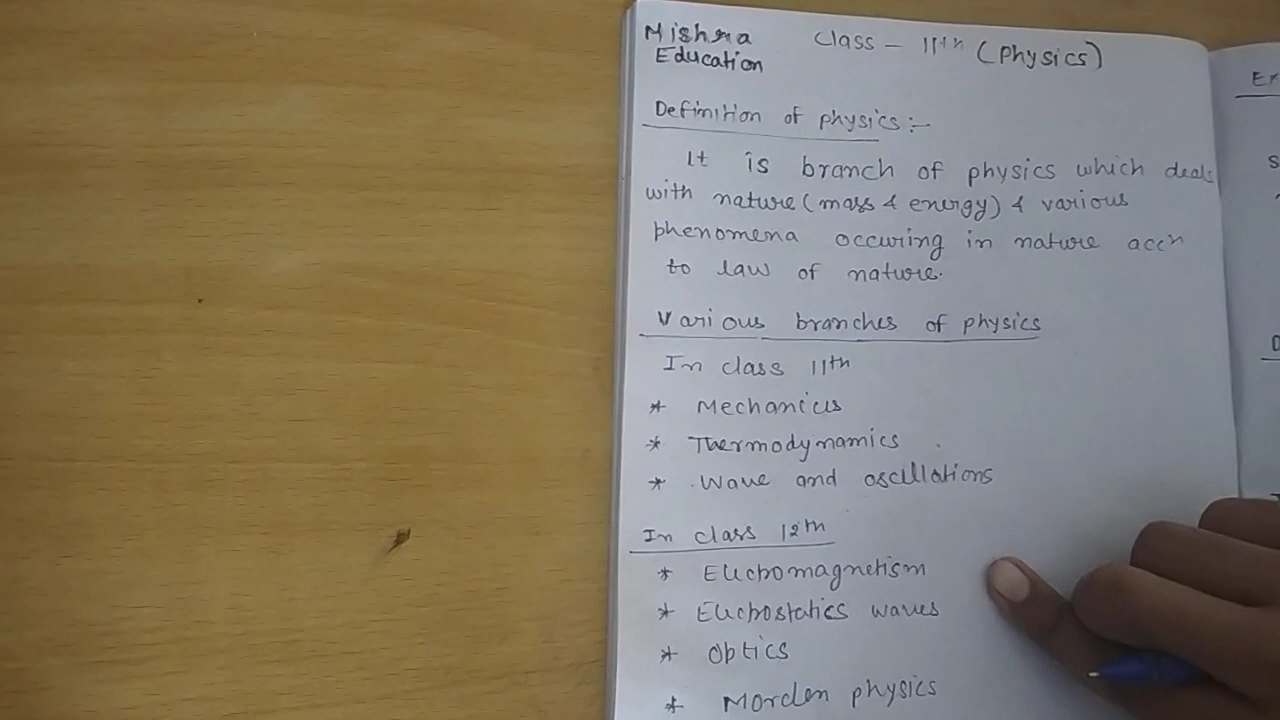 Mishra Class - 11th (Physics)
Education
Definition of physics :-
It is branch of physics which deals
with nature (mass & energy) & various
phenomena occuring in nature accn
to law of nature.
Various branches of physics
In class 11th
* Mechanics
* Thermodynamics
* Wave and oscillations
In class 12th
* Electromagnetism
* Electrostatics waves
* Optics
* Morden physics